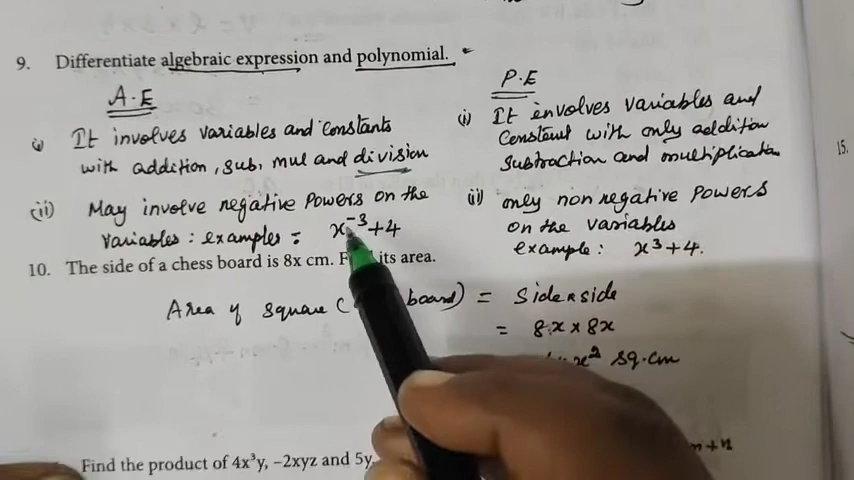 9. Differentiate algebraic expression and polynomial.
A.E
(i) It involves variables and constants
with addition, sub, mul and division
(ii) May involve negative powers on the
variables : examples : x⁻³+4
P.E
(i) It envolves variables and
constant with only addition
subtraction and multiplication
(ii) only non negative powers
on the variables
example : x³+4.
10. The side of a chess board is 8x cm. its area.
Area of square ( board) = Side x side
= 8x × 8x
x² sq.cm
Find the product of 4x³y, −2xyz and 5y
m+n
15.